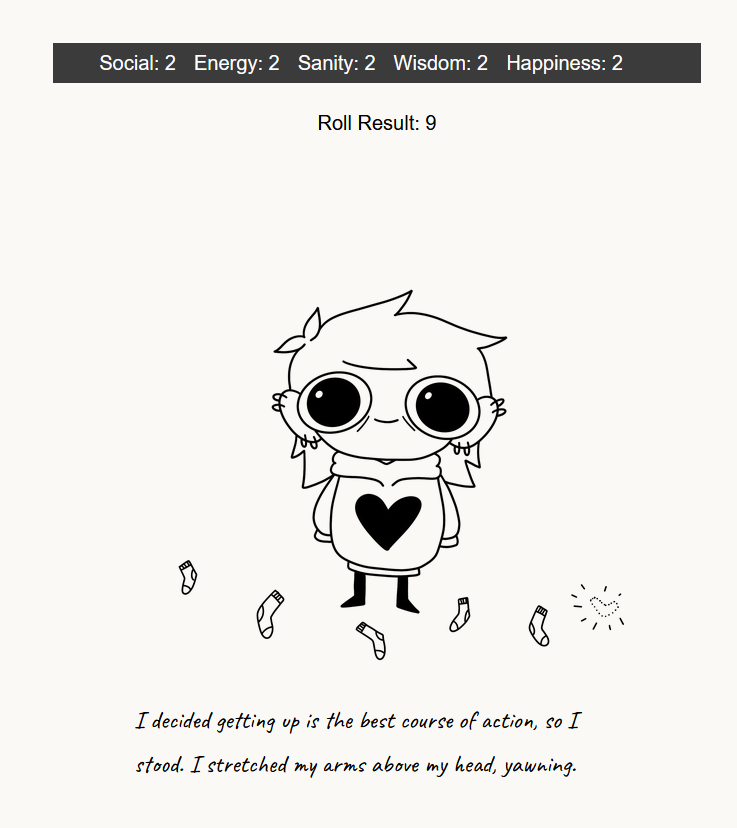 Social: 2 Energy: 2 Sanity: 2 Wisdom: 2 Happiness: 2
Roll Result: 9
I decided getting up is the best course of action, so I
stood. I stretched my arms above my head, yawning.